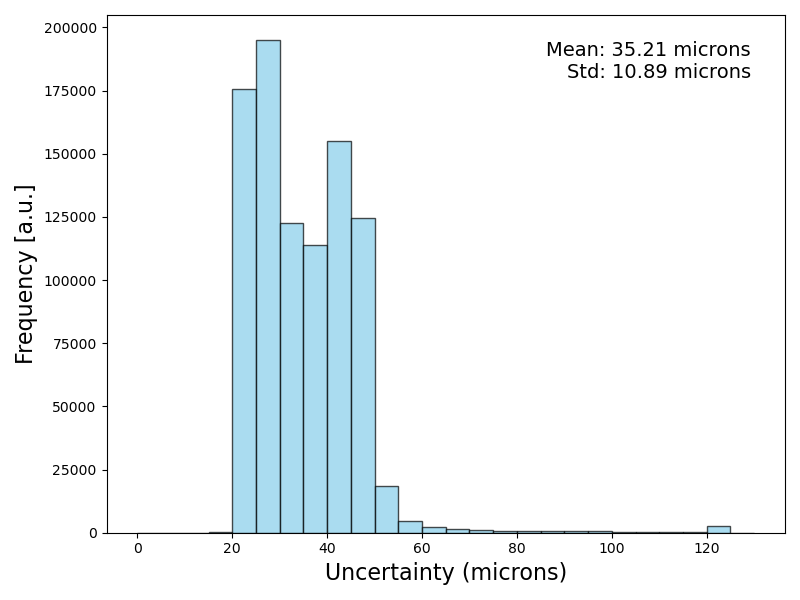 Mean: 35.21 microns
Std: 10.89 microns
Frequency [a.u.]
200000
175000
150000
125000
100000
75000
50000
25000
0
0 20 40 60 80 100 120
Uncertainty (microns)